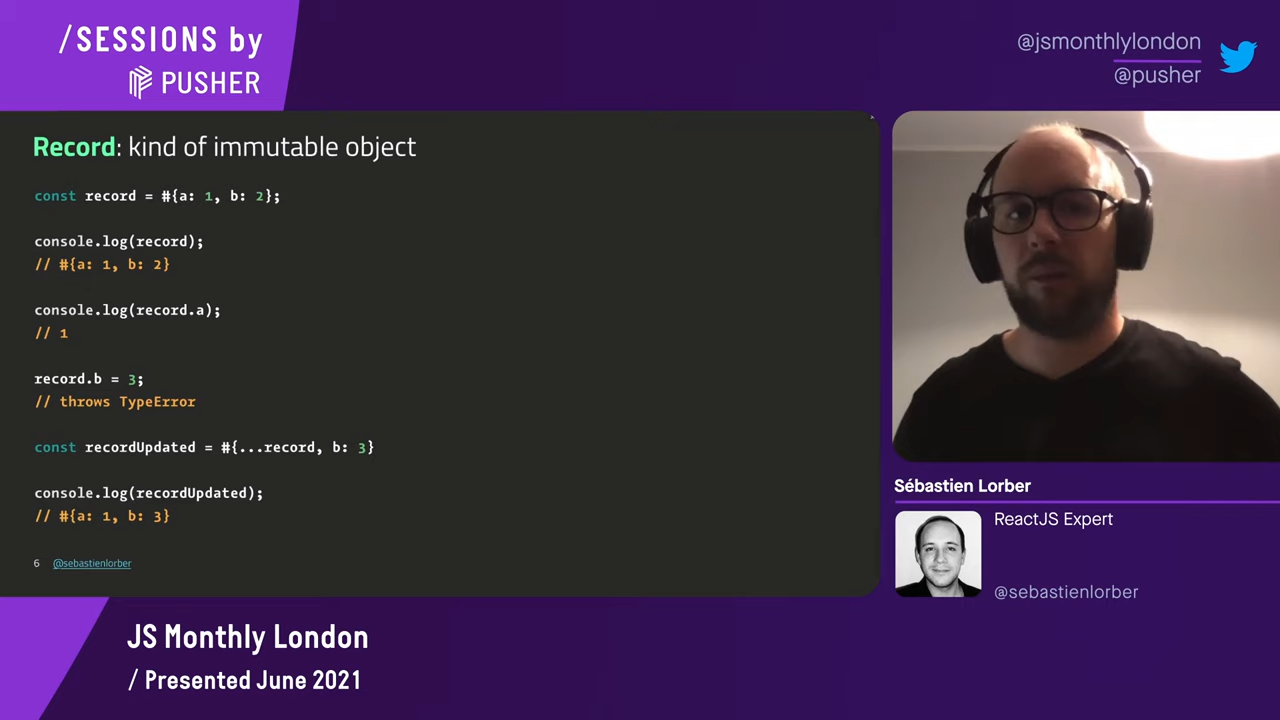 /SESSIONS by
PUSHER
@jsmonthlylondon
@pusher
Record: kind of immutable object
const record = #{a: 1, b: 2};
console.log(record);
// #{a: 1, b: 2}
console.log(record.a);
// 1
record.b = 3;
// throws TypeError
const recordUpdated = #{...record, b: 3}
console.log(recordUpdated);
// #{a: 1, b: 3}
6 @sebastienlorber
Sébastien Lorber
ReactJS Expert
@sebastienlorber
JS Monthly London
/ Presented June 2021